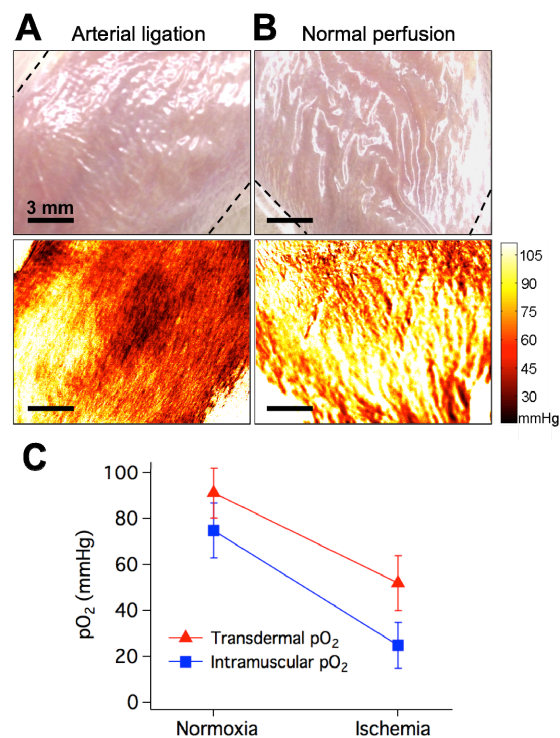 A
Arterial ligation
B
Normal perfusion
3 mm
105
90
75
60
45
30
mmHg
C
100
80
60
40
20
0
pO₂ (mmHg)
Transdermal pO₂
Intramuscular pO₂
Normoxia
Ischemia